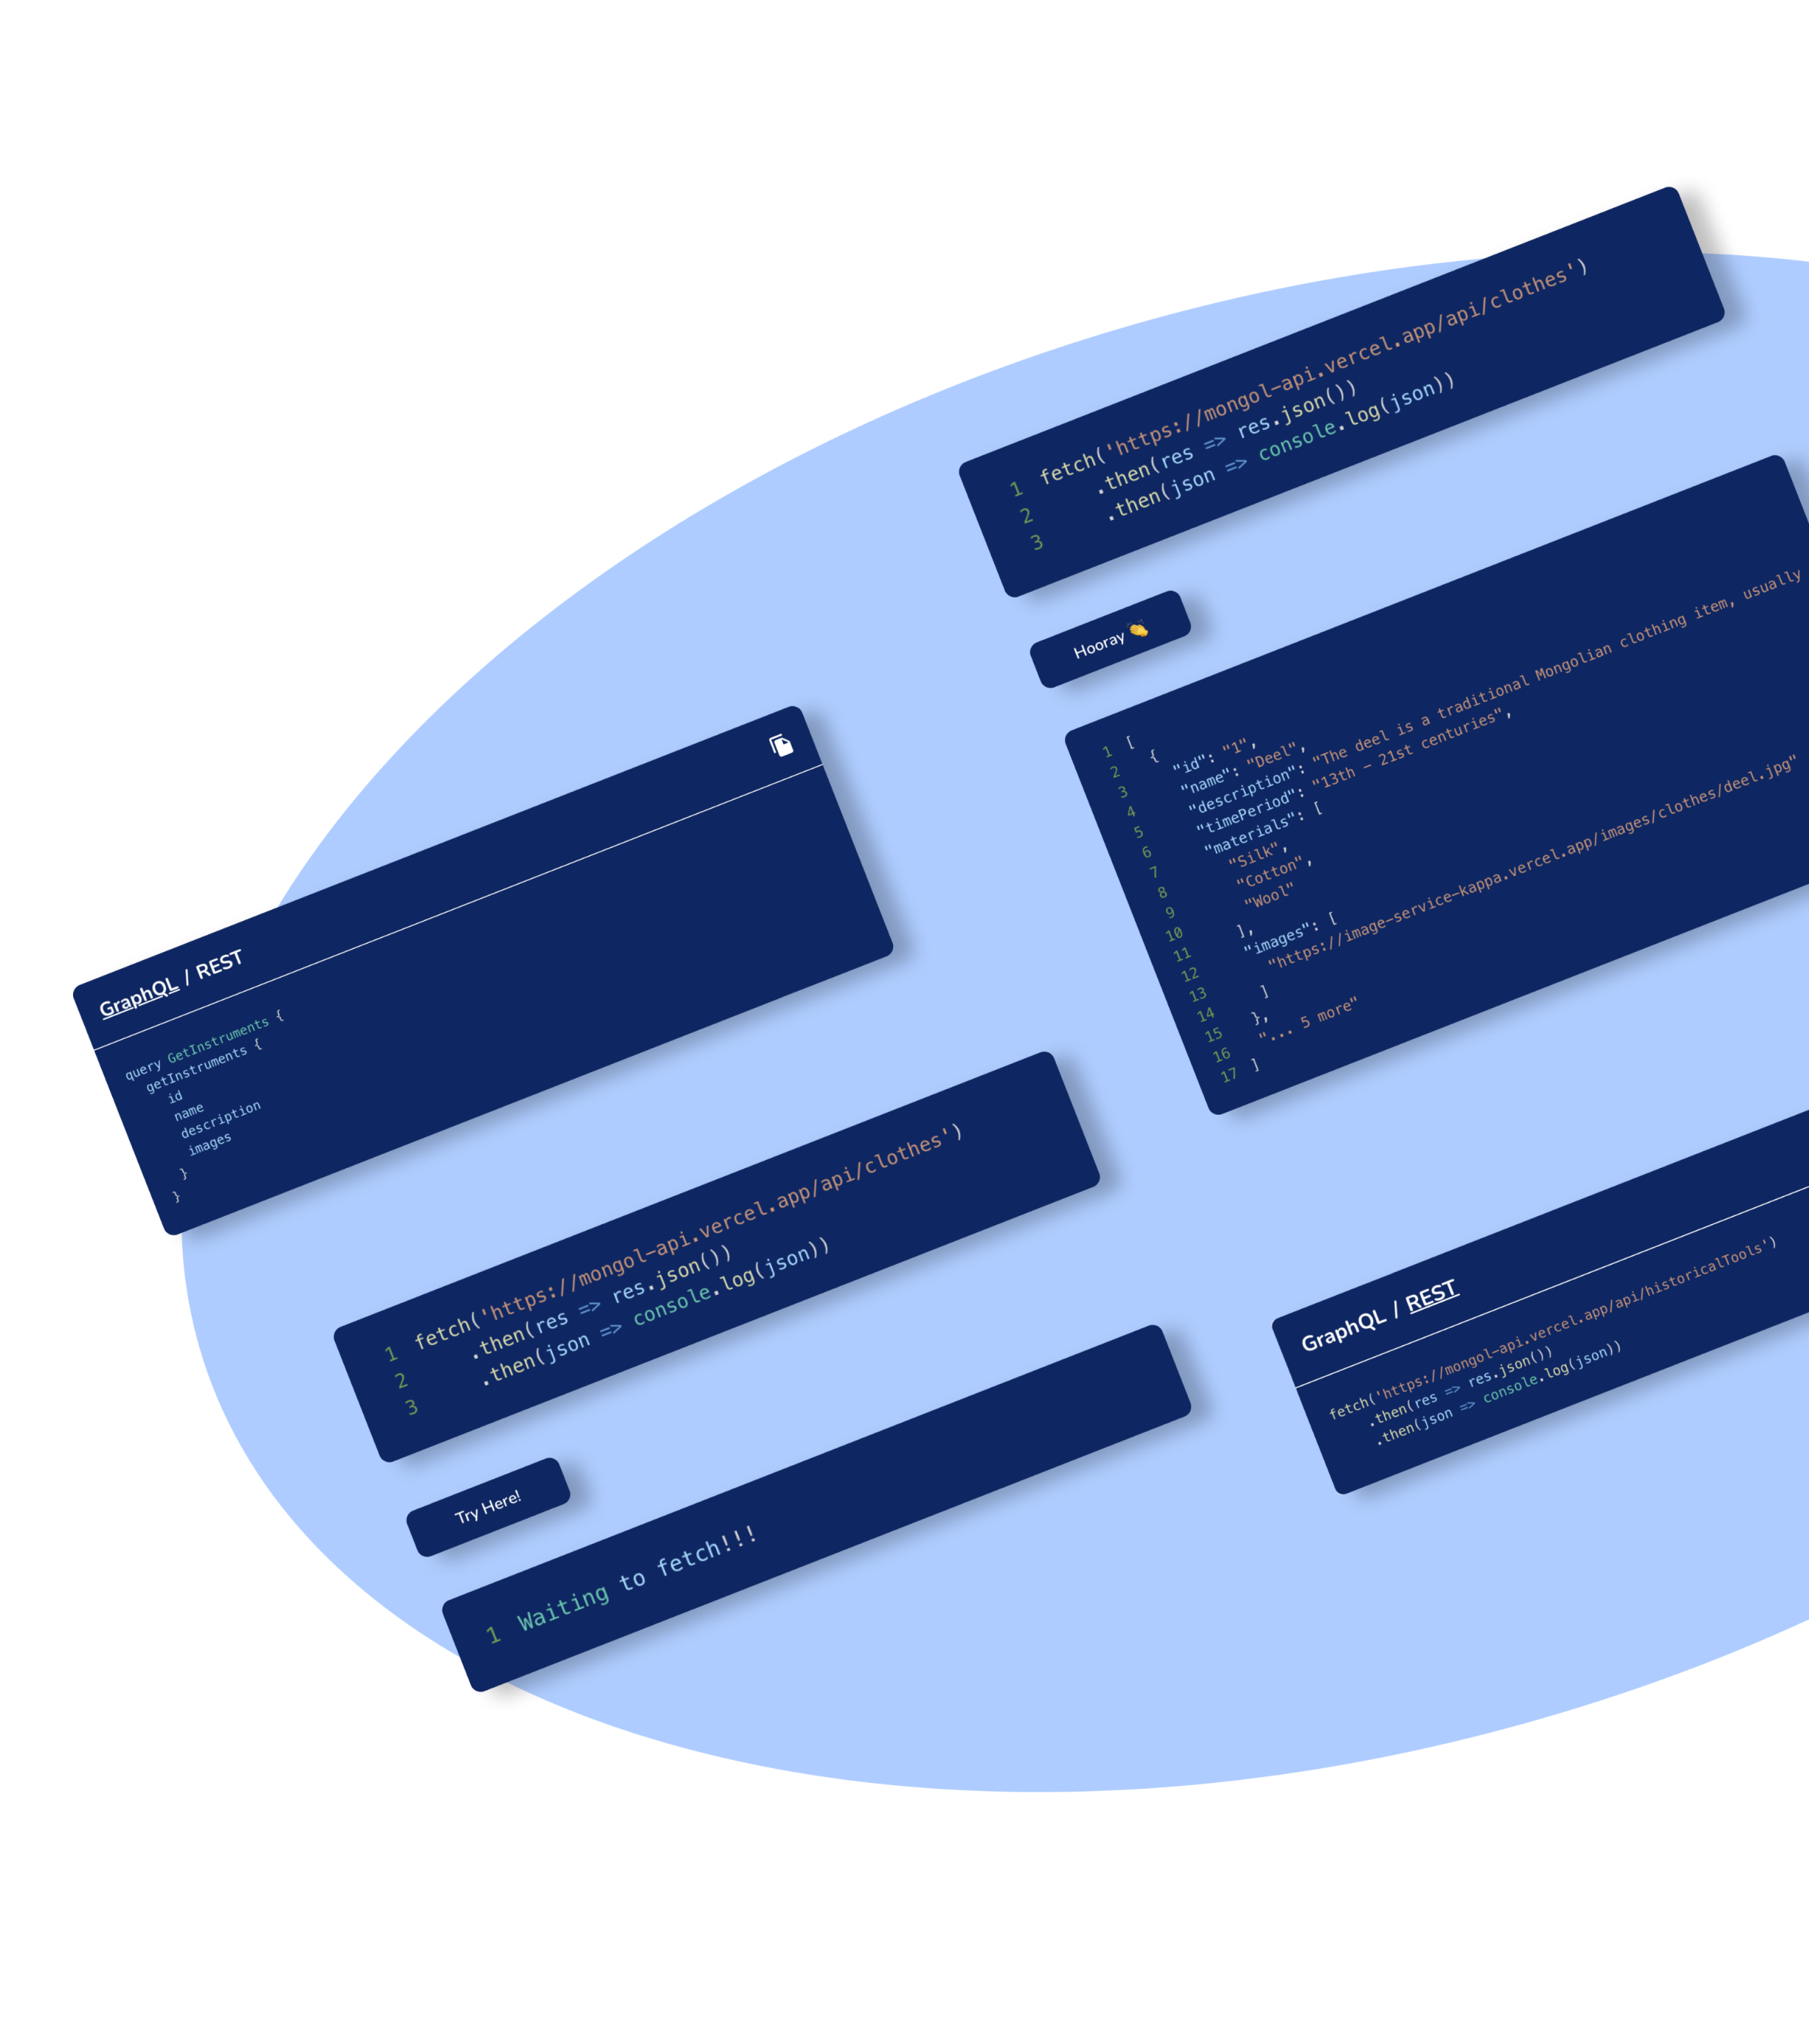 GraphQL / REST
query GetInstruments {
getInstruments {
id
name
description
images
}
}
1 fetch('https://mongol-api.vercel.app/api/clothes')
2 .then(res => res.json())
3 .then(json => console.log(json))
Try Here!
1 Waiting to fetch!!!
1 fetch('https://mongol-api.vercel.app/api/clothes')
2 .then(res => res.json())
3 .then(json => console.log(json))
Hooray 👏
1 [
2 {
3 "id": "1",
4 "name": "Deel",
5 "description": "The deel is a traditional Mongolian clothing item, usually
6 "timePeriod": "13th - 21st centuries",
7 "materials": [
8 "Silk",
9 "Cotton",
10 "Wool"
11 ],
12 "images": [
13 "https://image-service-kappa.vercel.app/images/clothes/deel.jpg"
14 ]
15 },
16 "... 5 more"
17 ]
GraphQL / REST
fetch('https://mongol-api.vercel.app/api/historicalTools')
.then(res => res.json())
.then(json => console.log(json))